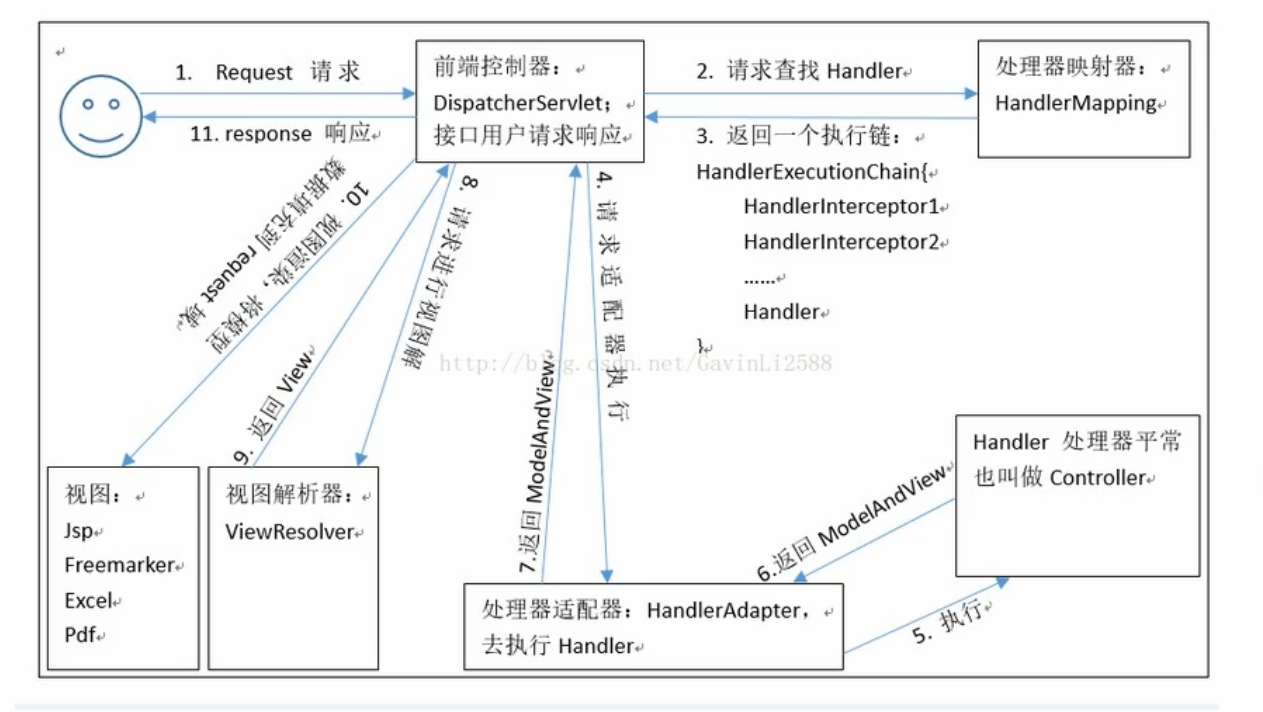 1. Request 请求
11. response 响应
前端控制器：
DispatcherServlet；
接口用户请求响应
2. 请求查找 Handler
3. 返回一个执行链：
HandlerExecutionChain{
HandlerInterceptor1
HandlerInterceptor2
……
Handler
}
处理器映射器：
HandlerMapping
10. 视图渲染，将模型
数据填充到 request 域。
9. 返回 View
8. 请求进行视图解
7.返回 ModelAndView
4. 请求适配器执行
http://blog.csdn.net/GavinLi2588
视图：
Jsp
Freemarker
Excel
Pdf
视图解析器：
ViewResolver
处理器适配器：HandlerAdapter，
去执行 Handler
6.返回 ModelAndView
5. 执行
Handler 处理器平常
也叫做 Controller